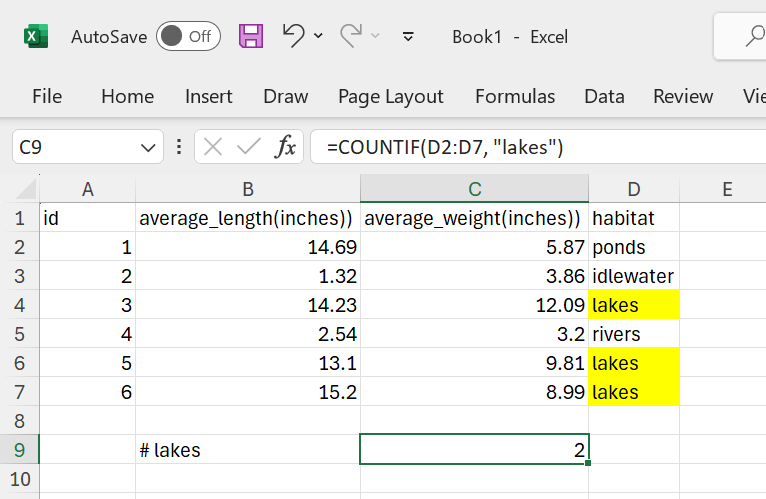 AutoSave Off Book1 - Excel
File Home Insert Draw Page Layout Formulas Data Review
C9 fx =COUNTIF(D2:D7, "lakes")
A B C D E
1 id average_length(inches)) average_weight(inches)) habitat
2 1 14.69 5.87 ponds
3 2 1.32 3.86 idlewater
4 3 14.23 12.09 lakes
5 4 2.54 3.2 rivers
6 5 13.1 9.81 lakes
7 6 15.2 8.99 lakes
8
9 # lakes 2
10